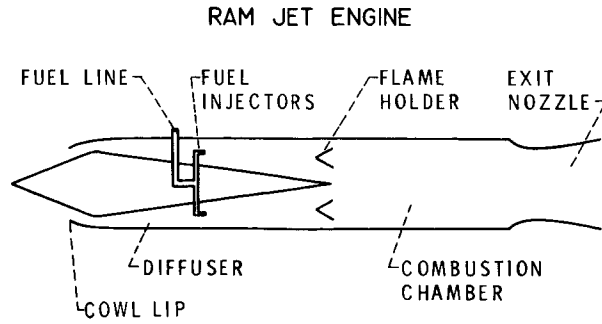 RAM JET ENGINE
FUEL LINE
FUEL
INJECTORS
FLAME
HOLDER
EXIT
NOZZLE
DIFFUSER
COMBUSTION
CHAMBER
COWL LIP